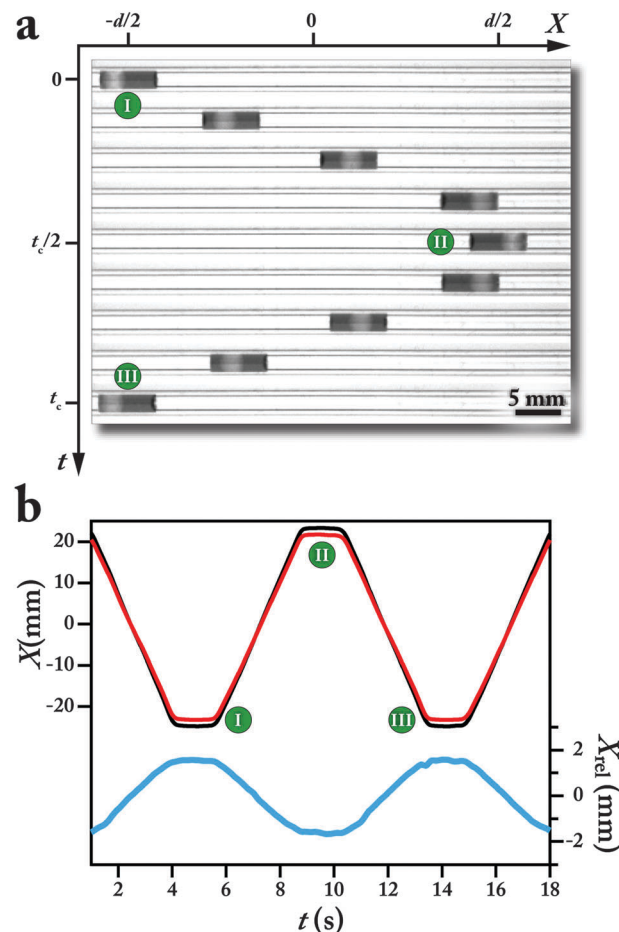 a
-d/2 0 d/2 X
0
I
t_c/2
II
III
t_c
5 mm
t
b
20
10
0
-10
-20
X(mm)
II
I
III
2
0
-2
X_rel (mm)
2 4 6 8 10 12 14 16 18
t (s)